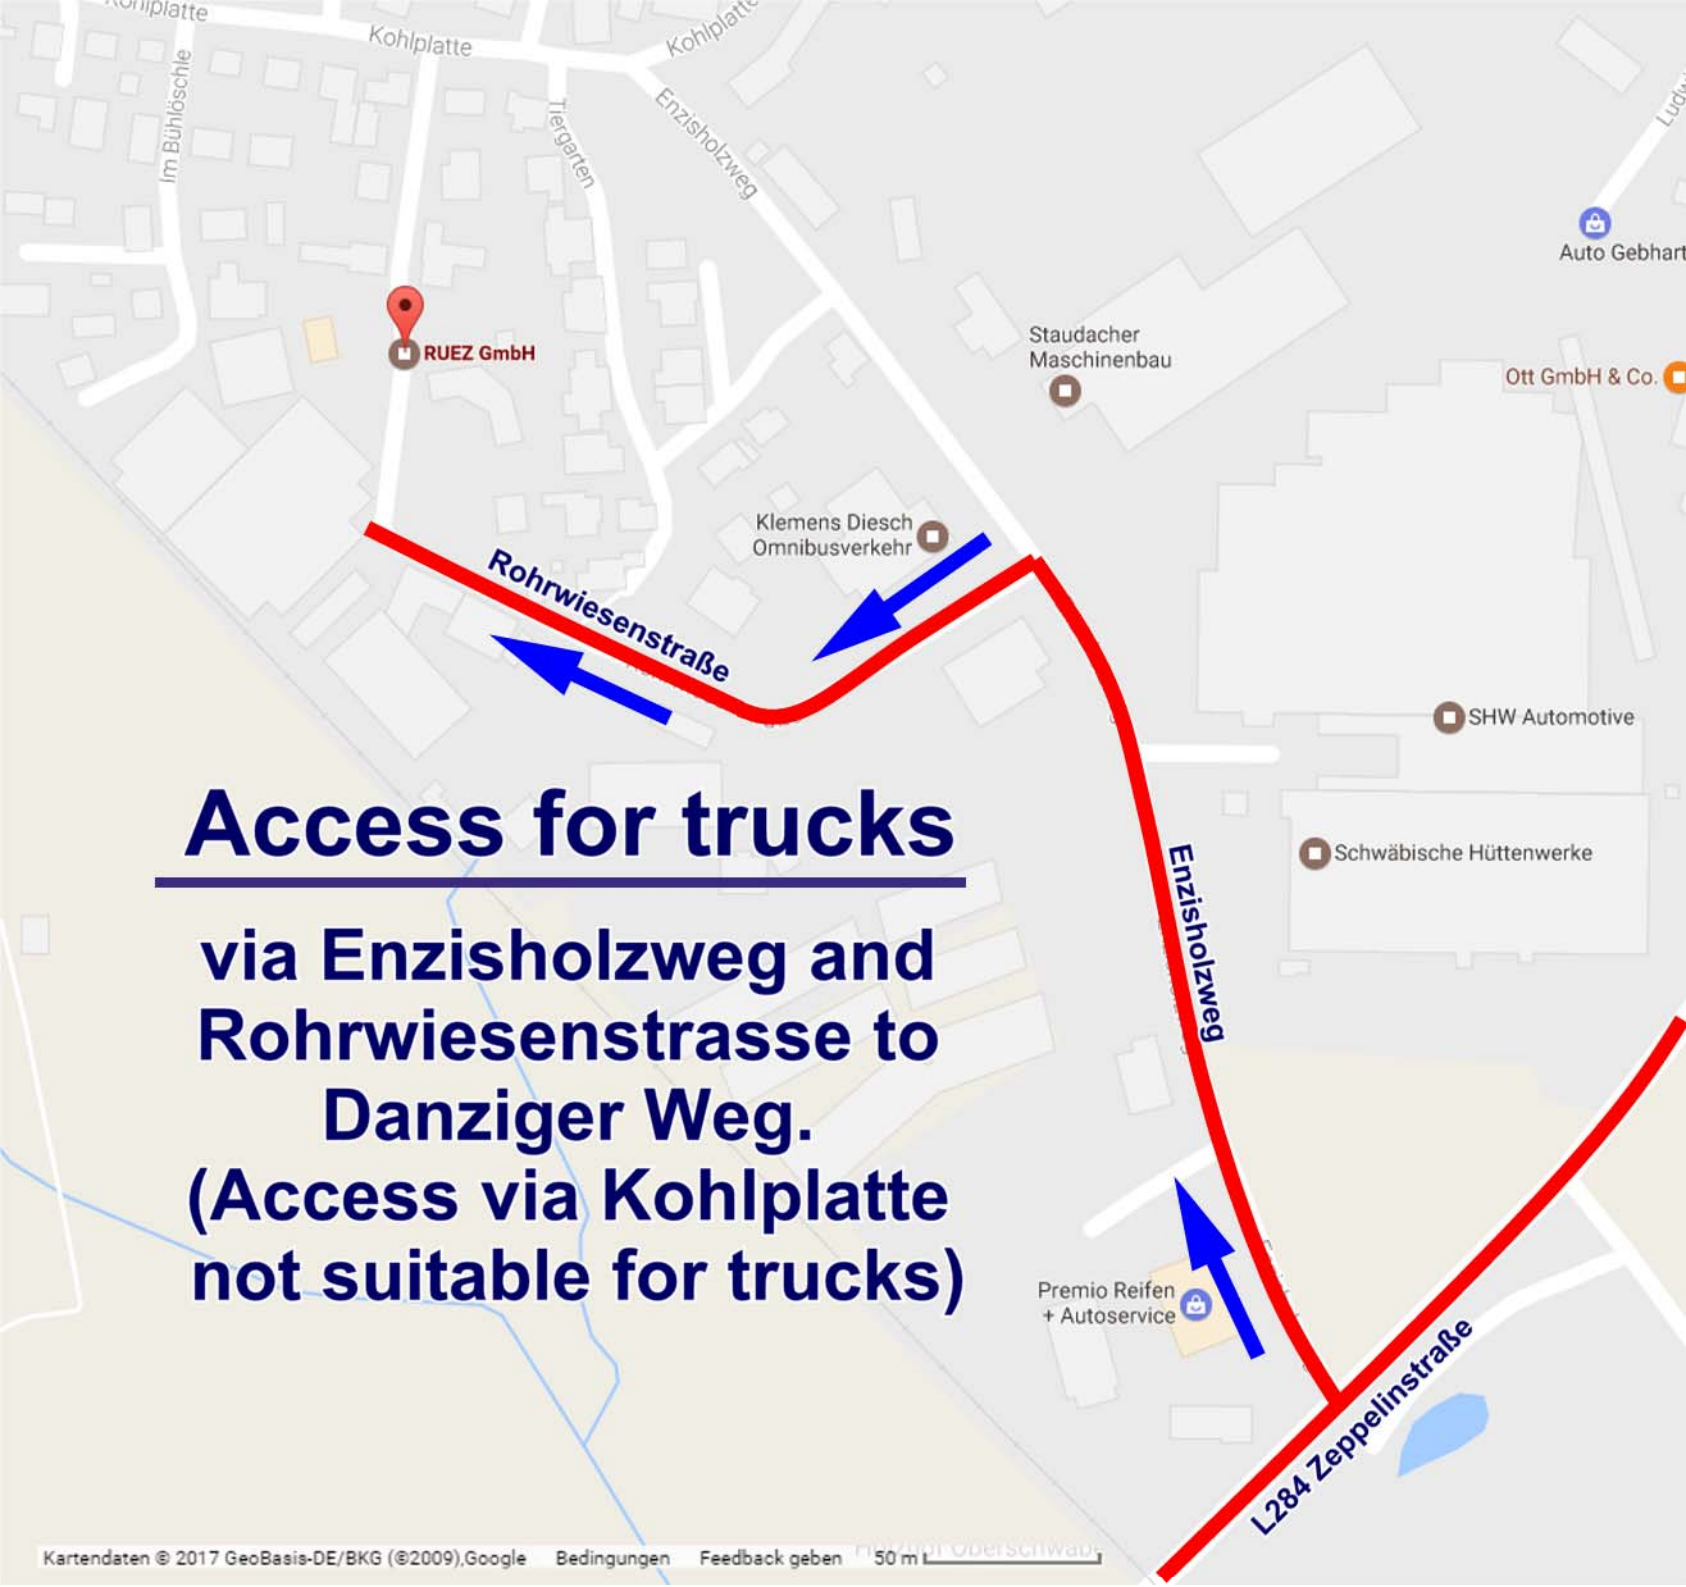 Kohlplatte
Kohlplatte
Kohlplatte
Im Bühlöschle
Tiergarten
Enzisholzweg
Auto Gebhart
RUEZ GmbH
Staudacher
Maschinenbau
Ott GmbH & Co.
Klemens Diesch
Omnibusverkehr
Rohrwiesenstraße
SHW Automotive
Access for trucks
Schwäbische Hüttenwerke
Enzisholzweg
via Enzisholzweg and
Rohrwiesenstrasse to
Danziger Weg.
(Access via Kohlplatte
not suitable for trucks)
Premio Reifen
+ Autoservice
L284 Zeppelinstraße
Kartendaten © 2017 GeoBasis-DE/BKG (©2009),Google Bedingungen Feedback geben 50 m